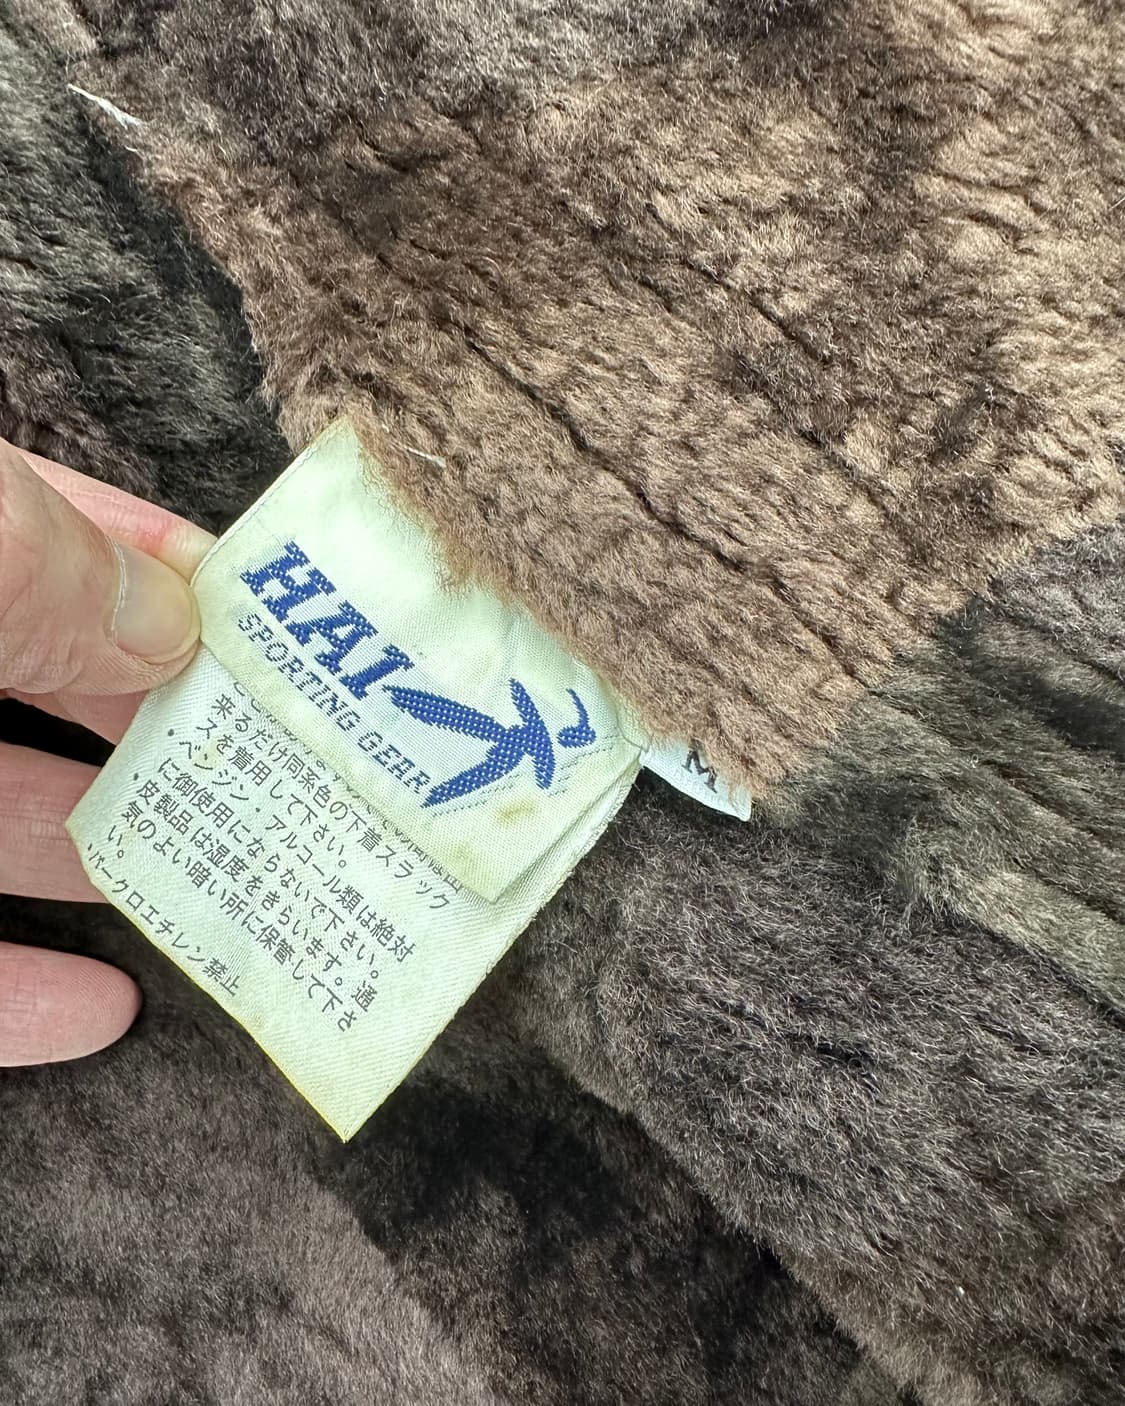 HAI
SPORTING GEAR
M
来るだけ同系色の下着スラック
スを着用して下さい。
・ベンジン・アルコール類は絶対
に御使用にならないで下さい。
・皮製品は湿度をきらいます。通
気のよい暗い所に保管して下さ
い。
パークロエチレン禁止